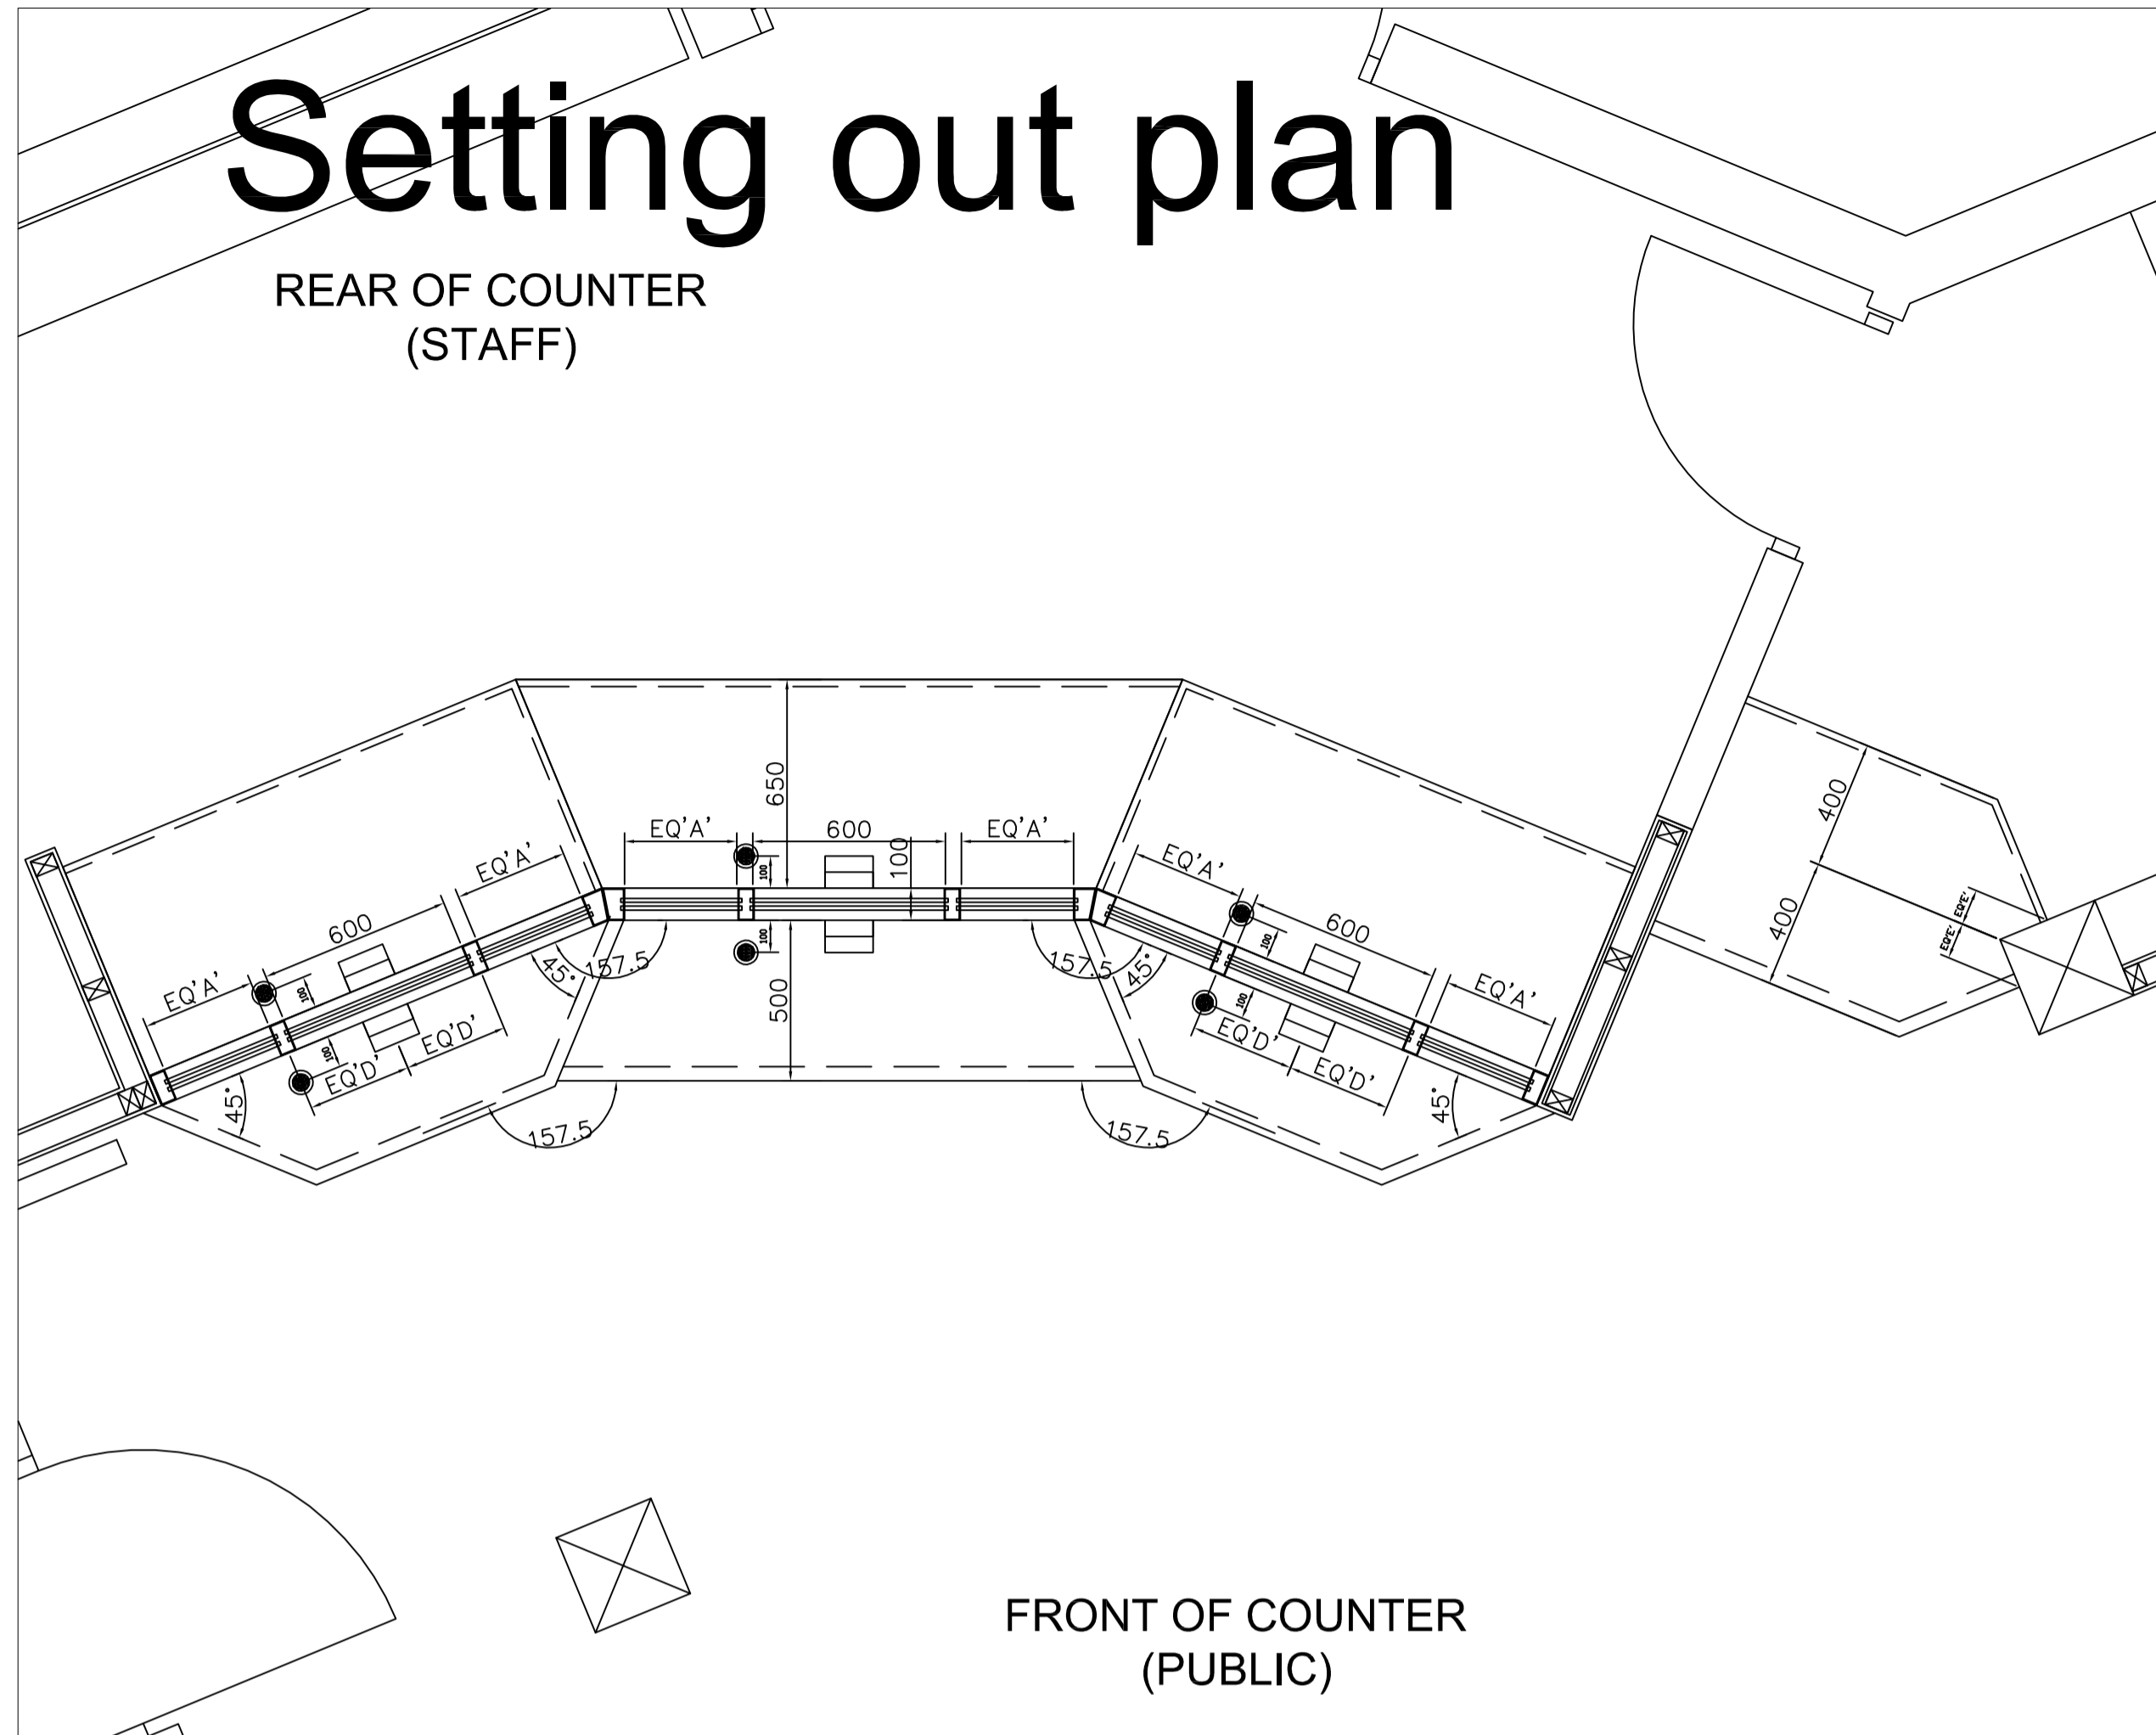 Setting out plan
REAR OF COUNTER
(STAFF)
650
EQ'A'
600
EQ'A'
100
100
100
500
EQ'A'
600
EQ'A'
100
100
EQ'D'
EQ'D'
45°
45°
157.5
157.5
157.5
45°
157.5
EQ'A'
600
EQ'A'
100
100
EQ'D'
EQ'D'
45°
400
400
EQ'E'
EQ'E'
FRONT OF COUNTER
(PUBLIC)